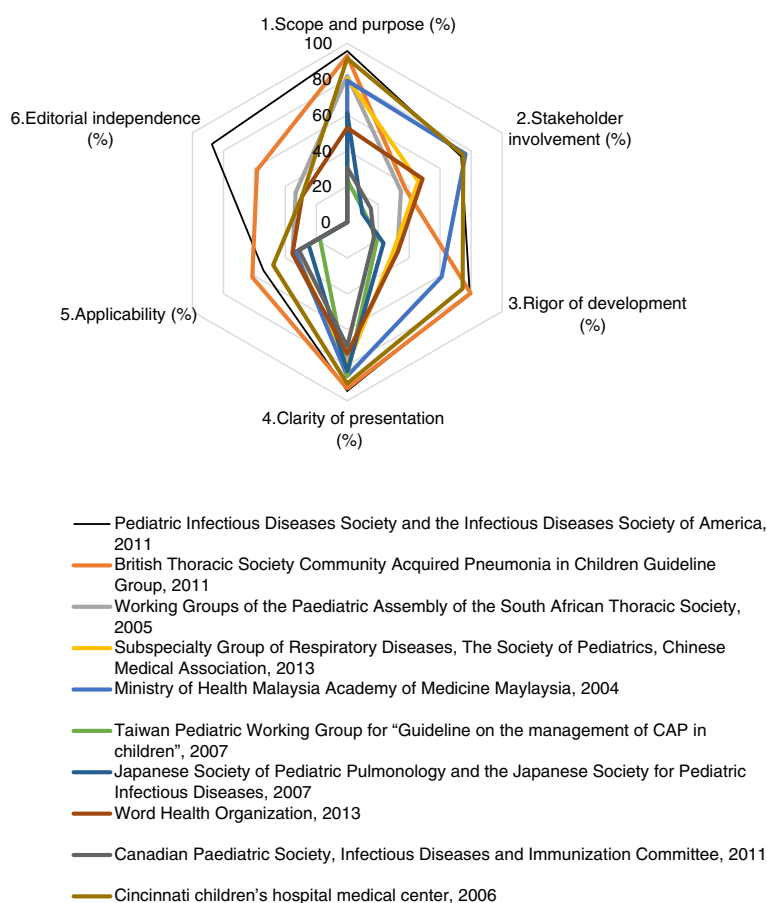 1.Scope and purpose (%)
100
80
60
40
20
0
2.Stakeholder
involvement (%)
3.Rigor of development
(%)
4.Clarity of presentation
(%)
5.Applicability (%)
6.Editorial independence
(%)
Pediatric Infectious Diseases Society and the Infectious Diseases Society of America,
2011
British Thoracic Society Community Acquired Pneumonia in Children Guideline
Group, 2011
Working Groups of the Paediatric Assembly of the South African Thoracic Society,
2005
Subspecialty Group of Respiratory Diseases, The Society of Pediatrics, Chinese
Medical Association, 2013
Ministry of Health Malaysia Academy of Medicine Maylaysia, 2004
Taiwan Pediatric Working Group for “Guideline on the management of CAP in
children”, 2007
Japanese Society of Pediatric Pulmonology and the Japanese Society for Pediatric
Infectious Diseases, 2007
Word Health Organization, 2013
Canadian Paediatric Society, Infectious Diseases and Immunization Committee, 2011
Cincinnati children’s hospital medical center, 2006